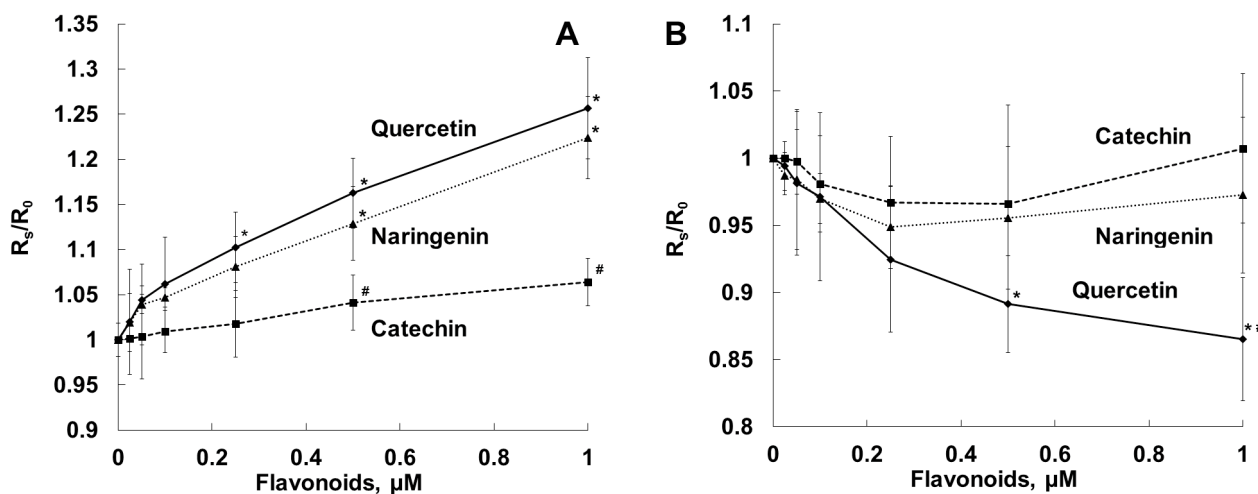 A
1.35
1.3
1.25
1.2
1.15
1.1
1.05
1
0.95
0.9
Rs/R0
Quercetin
Naringenin
Catechin
*
*
*
*
*
#
#
0 0.2 0.4 0.6 0.8 1
Flavonoids, µM
B
1.1
1.05
1
0.95
0.9
0.85
0.8
Rs/R0
Catechin
Naringenin
Quercetin
*
*
0 0.2 0.4 0.6 0.8 1
Flavonoids, µM